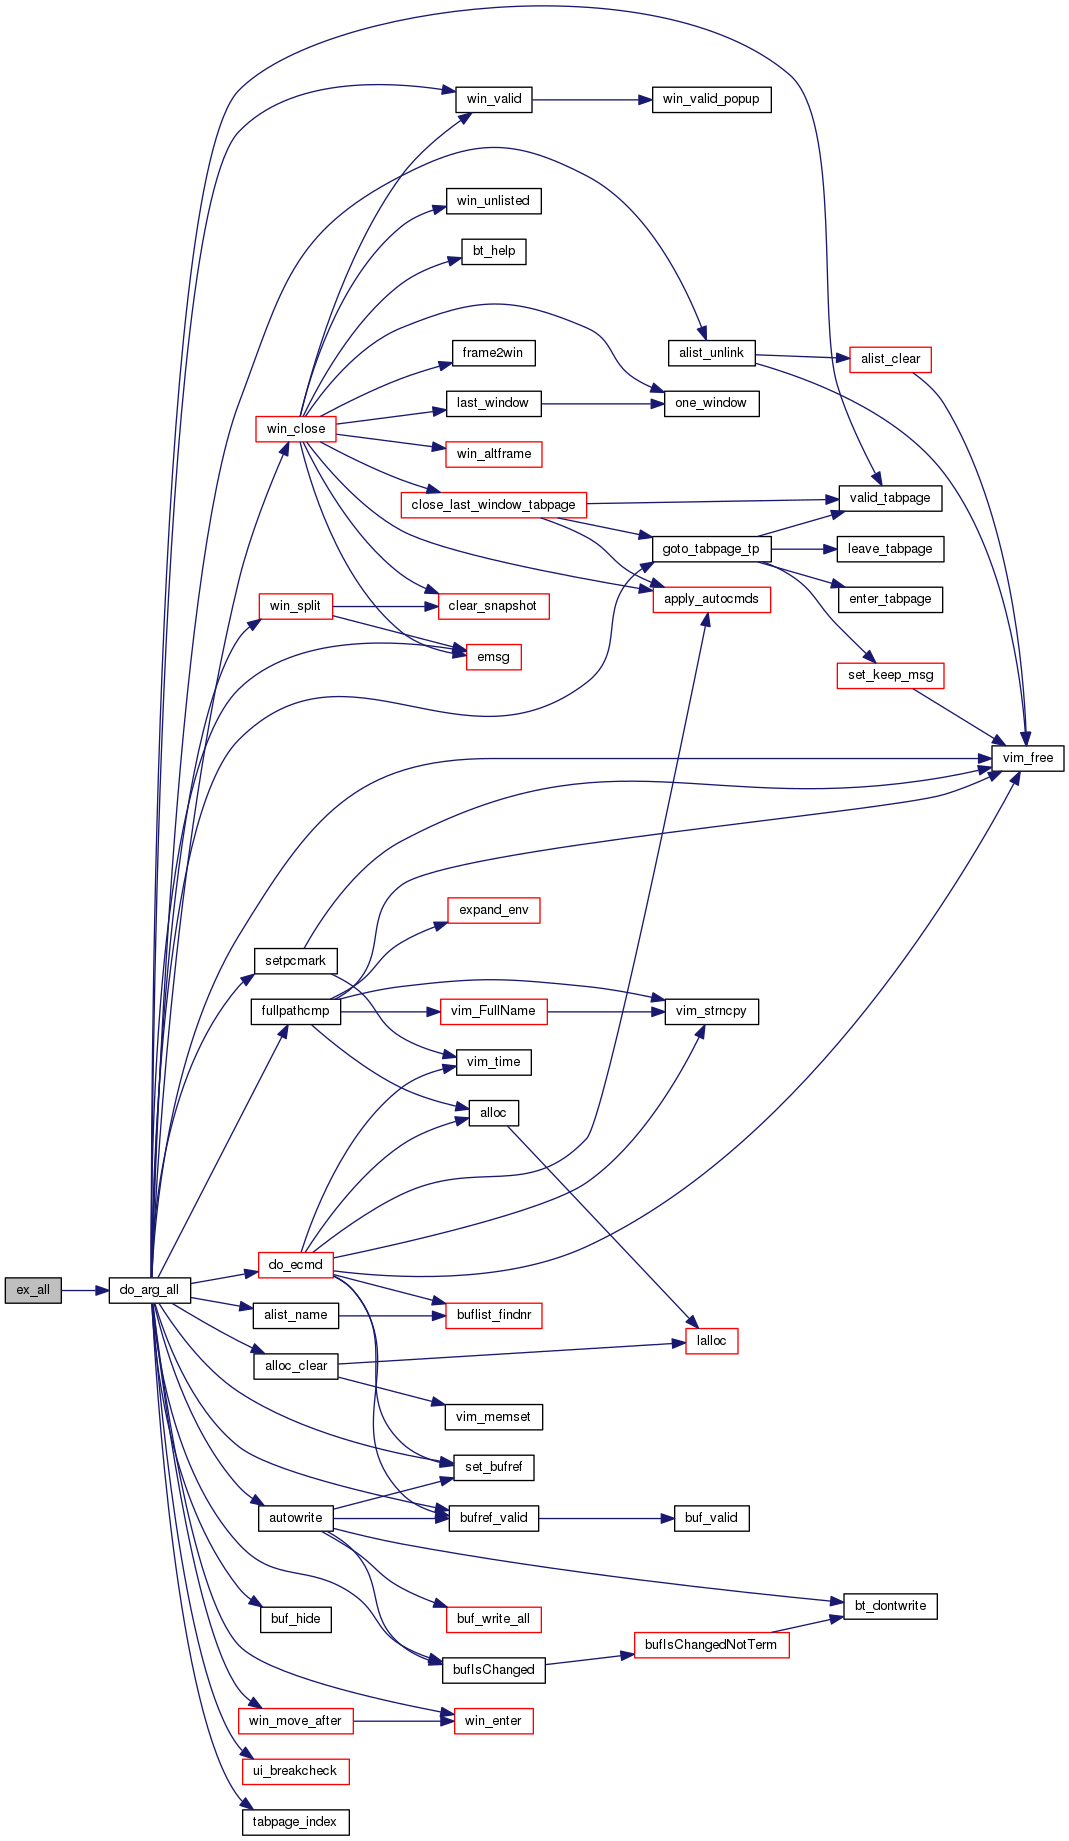 win_valid
win_valid_popup
win_unlisted
bt_help
frame2win
alist_unlink
alist_clear
last_window
one_window
win_close
win_altframe
close_last_window_tabpage
valid_tabpage
goto_tabpage_tp
leave_tabpage
enter_tabpage
apply_autocmds
win_split
clear_snapshot
emsg
set_keep_msg
vim_free
expand_env
setpcmark
fullpathcmp
vim_FullName
vim_strncpy
vim_time
alloc
do_ecmd
ex_all
do_arg_all
alist_name
buflist_findnr
lalloc
alloc_clear
vim_memset
set_bufref
autowrite
bufref_valid
buf_valid
buf_hide
buf_write_all
bt_dontwrite
bufIsChanged
bufIsChangedNotTerm
win_move_after
win_enter
ui_breakcheck
tabpage_index